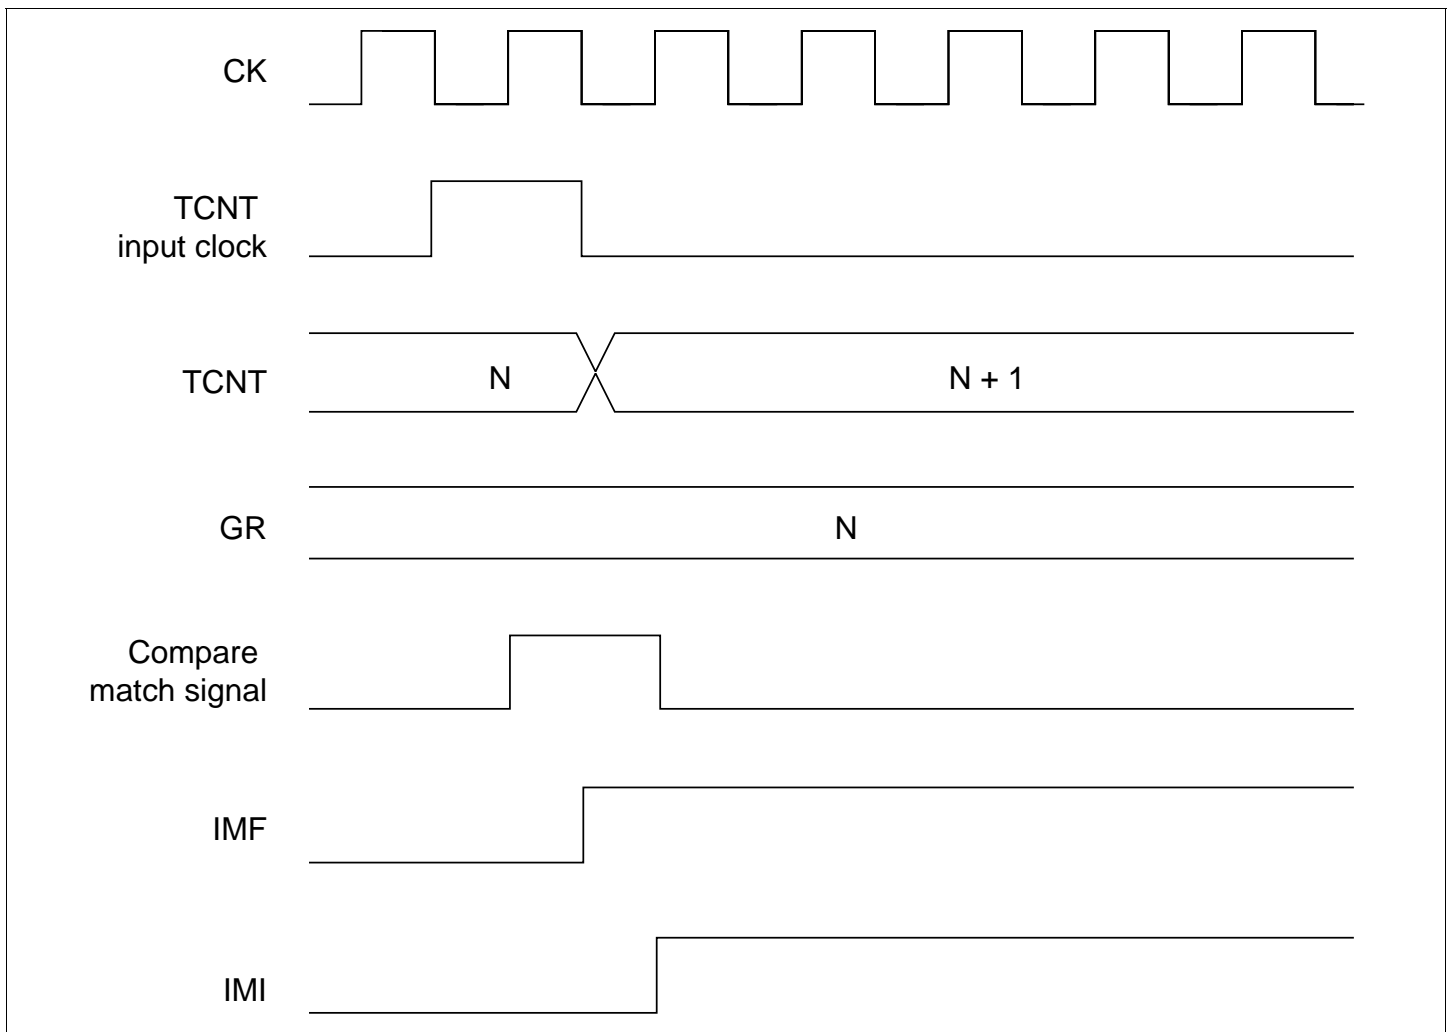 CK
TCNT
input clock
TCNT
N
N + 1
GR
N
Compare
match signal
IMF
IMI